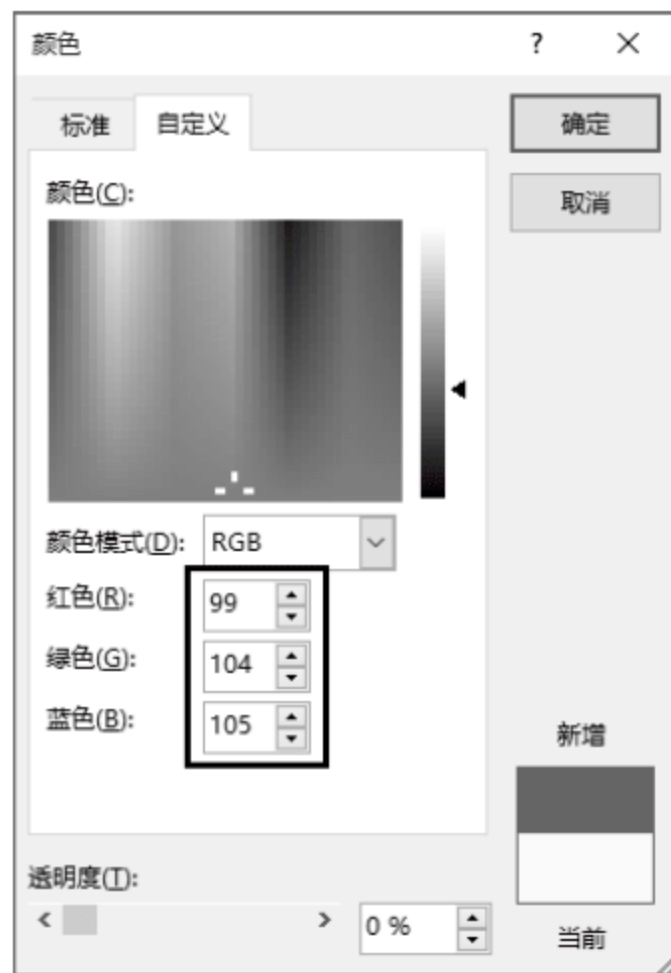 颜色 ? ×
标准 自定义
确定
取消
颜色(C):
颜色模式(D): RGB
红色(R): 99
绿色(G): 104
蓝色(B): 105
新增
当前
透明度(T):
0 %